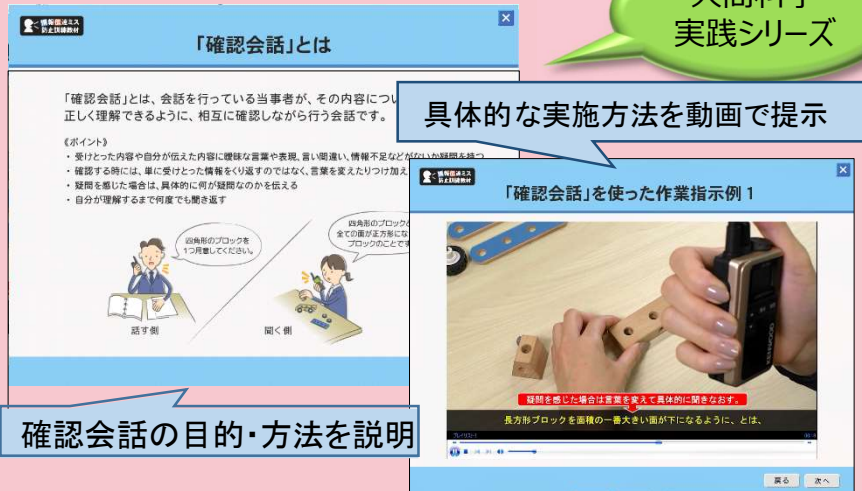 人間科学
実践シリーズ
情報伝達ミス
防止訓練教材
「確認会話」とは
「確認会話」とは、会話を行っている当事者が、その内容につい
正しく理解できるように、相互に確認しながら行う会話です。
《ポイント》
・受けとった内容や自分が伝えた内容に曖昧な言葉や表現、言い間違い、情報不足などがないか疑問を持つ
・確認する時には、単に受けとった情報をくり返すのではなく、言葉を変えたりつけ加え
・疑問を感じた場合は、具体的に何が疑問なのかを伝える
・自分が理解するまで何度でも聞き返す
四角形のブロックを
1つ用意してください。
四角形のブロックと
全ての面が正方形にな
ブロックのことです
話す側
聞く側
確認会話の目的・方法を説明
具体的な実施方法を動画で提示
情報伝達ミス
防止訓練教材
「確認会話」を使った作業指示例1
KENWOOD
疑問を感じた場合は言葉を変えて具体的に聞きなおす。
長方形ブロックを面積の一番大きい面が下になるように、とは、
戻る
次へ